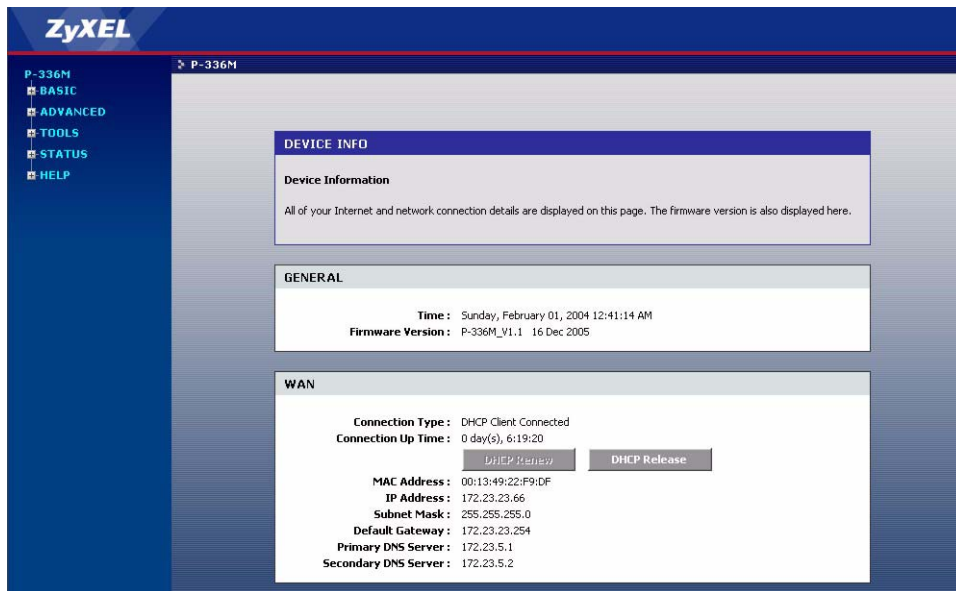 ZyXEL
P-336M
P-336M
BASIC
ADVANCED
TOOLS
STATUS
HELP
DEVICE INFO
Device Information
All of your Internet and network connection details are displayed on this page. The firmware version is also displayed here.
GENERAL
Time : Sunday, February 01, 2004 12:41:14 AM
Firmware Version : P-336M_V1.1 16 Dec 2005
WAN
Connection Type : DHCP Client Connected
Connection Up Time : 0 day(s), 6:19:20
DHCP Renew DHCP Release
MAC Address : 00:13:49:22:F9:DF
IP Address : 172.23.23.66
Subnet Mask : 255.255.255.0
Default Gateway : 172.23.23.254
Primary DNS Server : 172.23.5.1
Secondary DNS Server : 172.23.5.2